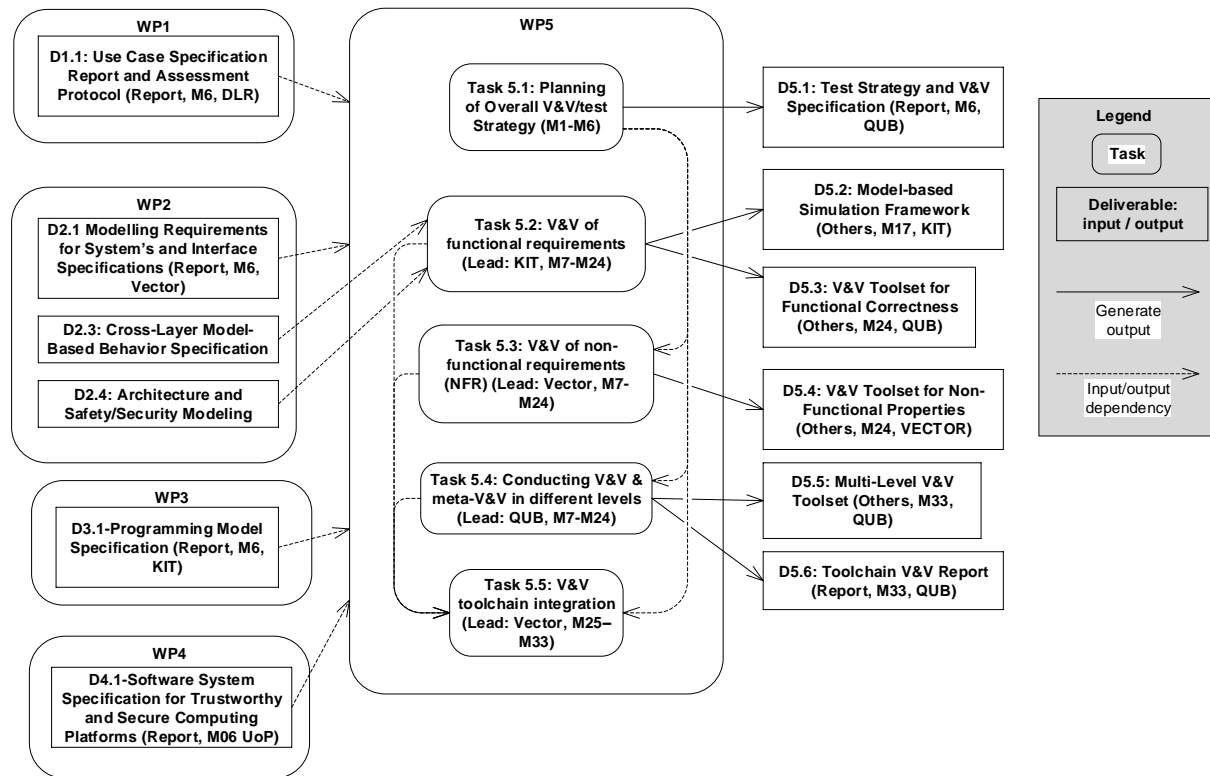 WP1
D1.1: Use Case Specification
Report and Assessment
Protocol (Report, M6, DLR)
WP2
D2.1 Modelling Requirements
for System’s and Interface
Specifications (Report, M6,
Vector)
D2.3: Cross-Layer Model-
Based Behavior Specification
D2.4: Architecture and
Safety/Security Modeling
WP3
D3.1-Programming Model
Specification (Report, M6,
KIT)
WP4
D4.1-Software System
Specification for Trustworthy
and Secure Computing
Platforms (Report, M06 UoP)
WP5
Task 5.1: Planning
of Overall V&V/test
Strategy (M1-M6)
Task 5.2: V&V of
functional requirements
(Lead: KIT, M7-M24)
Task 5.3: V&V of non-
functional requirements
(NFR) (Lead: Vector, M7-
M24)
Task 5.4: Conducting V&V &
meta-V&V in different levels
(Lead: QUB, M7-M24)
Task 5.5: V&V
toolchain integration
(Lead: Vector, M25–
M33)
D5.1: Test Strategy and V&V
Specification (Report, M6,
QUB)
D5.2: Model-based
Simulation Framework
(Others, M17, KIT)
D5.3: V&V Toolset for
Functional Correctness
(Others, M24, QUB)
D5.4: V&V Toolset for Non-
Functional Properties
(Others, M24, VECTOR)
D5.5: Multi-Level V&V
Toolset (Others, M33,
QUB)
D5.6: Toolchain V&V Report
(Report, M33, QUB)
Legend
Task
Deliverable:
input / output
Generate
output
Input/output
dependency